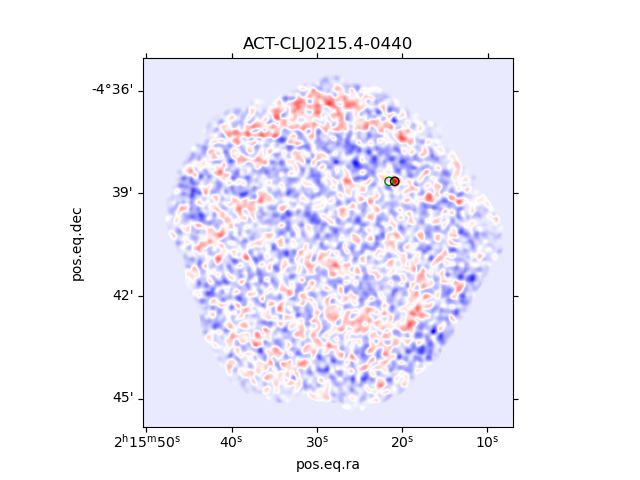 ACT-CLJ0215.4-0440
-4°36'
39'
42'
45'
pos.eq.dec
2ʰ15ᵐ50ˢ 40ˢ 30ˢ 20ˢ 10ˢ
pos.eq.ra